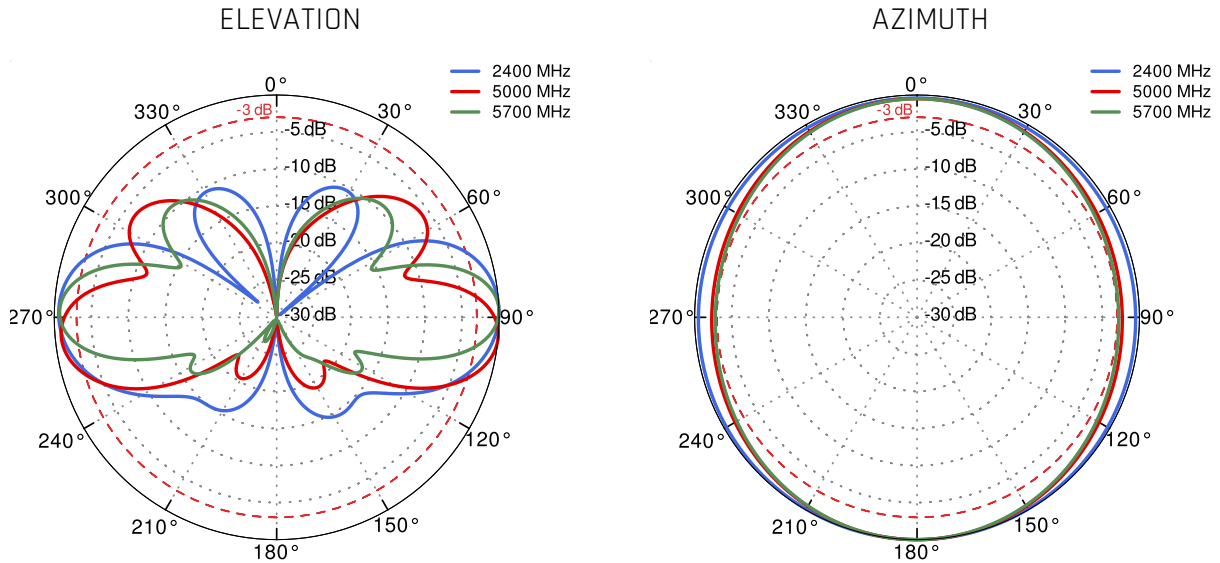 ELEVATION
2400 MHz
5000 MHz
5700 MHz
0°
-3 dB
330°
30°
-5 dB
-10 dB
300°
60°
-15 dB
-20 dB
-25 dB
270°
-30 dB
90°
240°
120°
210°
150°
180°
AZIMUTH
2400 MHz
5000 MHz
5700 MHz
0°
-3 dB
330°
30°
-5 dB
-10 dB
300°
60°
-15 dB
-20 dB
-25 dB
270°
-30 dB
90°
240°
120°
210°
150°
180°